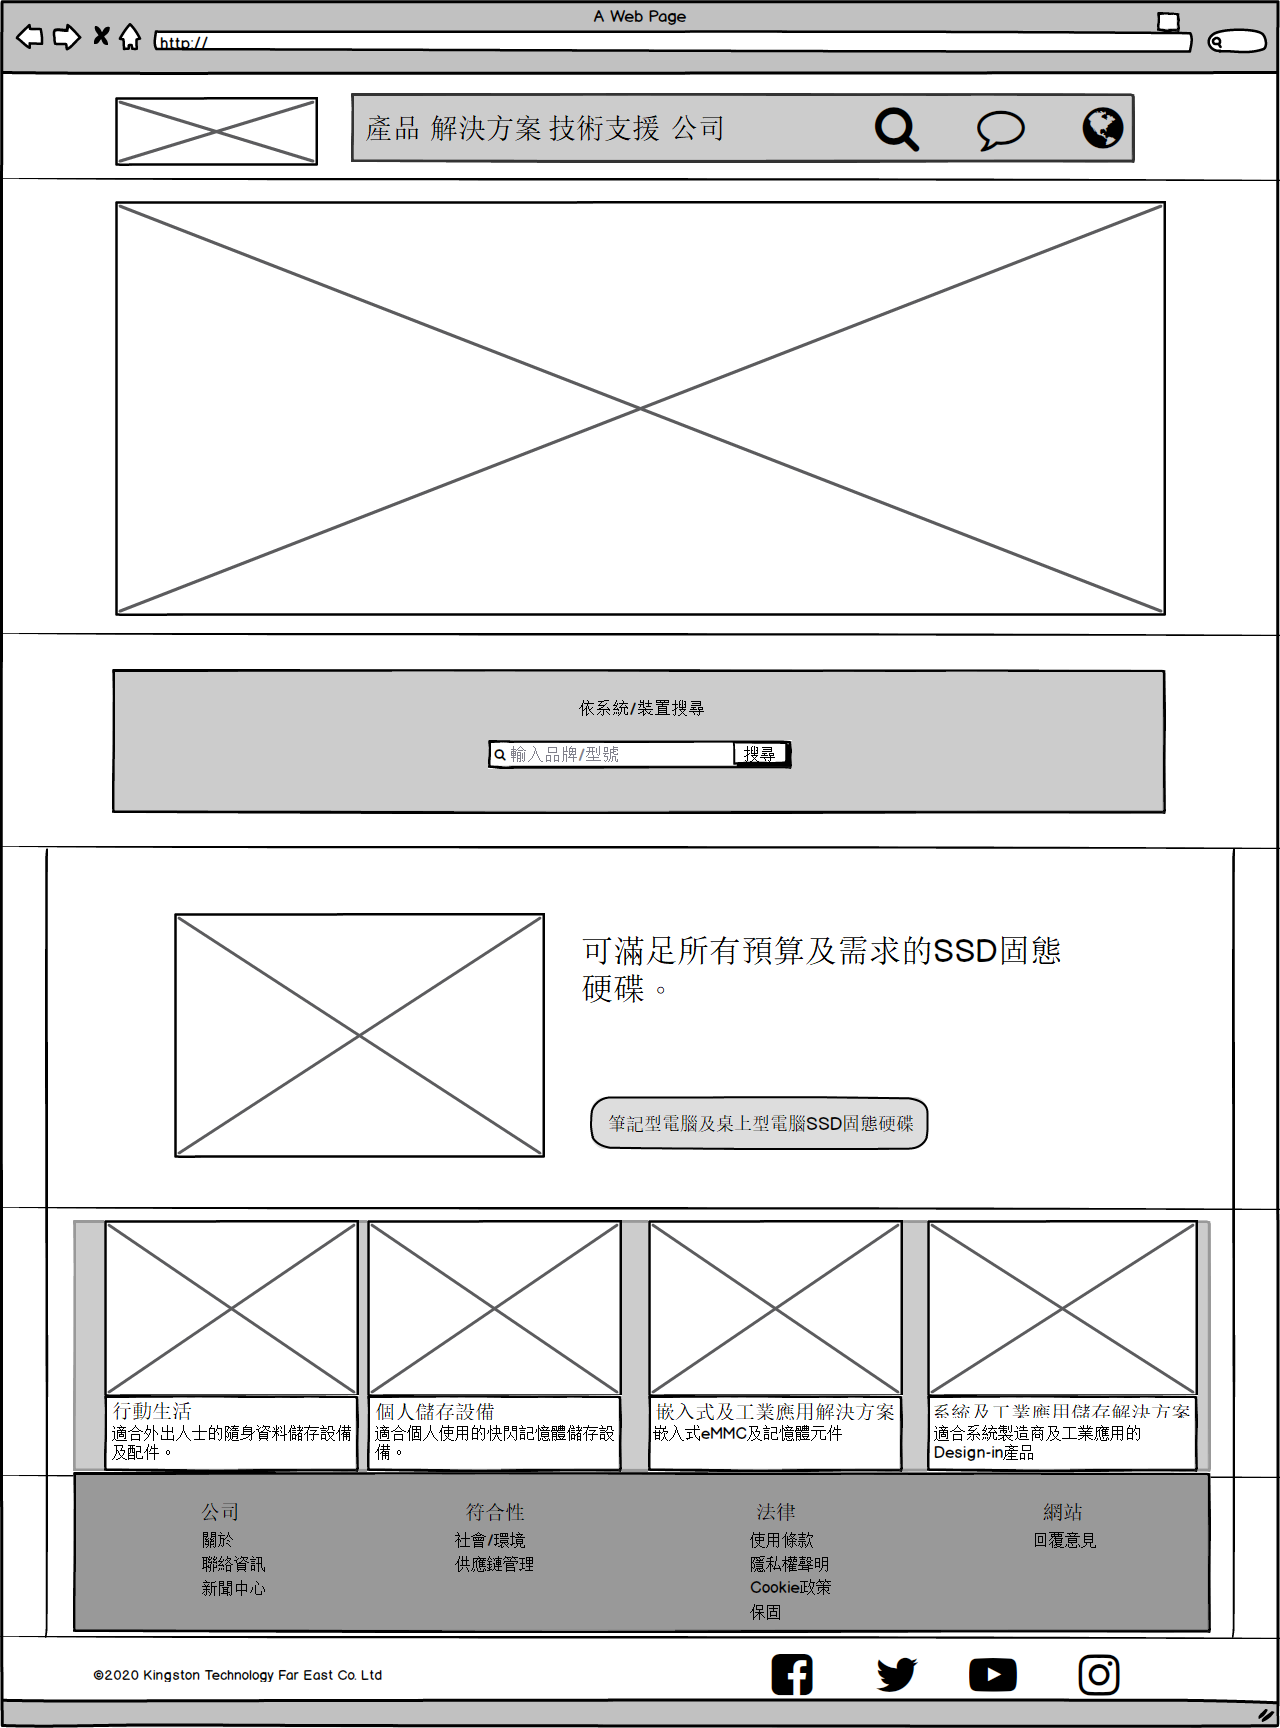 A Web Page
http://
產品 解決方案 技術支援 公司
依系統/裝置搜尋
輸入品牌/型號
搜尋
可滿足所有預算及需求的SSD固態
硬碟。
筆記型電腦及桌上型電腦SSD固態硬碟
行動生活
適合外出人士的隨身資料儲存設備
及配件。
個人儲存設備
適合個人使用的快閃記憶體儲存設
備。
嵌入式及工業應用解決方案
嵌入式eMMC及記憶體元件
系統及工業應用儲存解決方案
適合系統製造商及工業應用的
Design-in產品
公司
關於
聯絡資訊
新聞中心
符合性
社會/環境
供應鏈管理
法律
使用條款
隱私權聲明
Cookie政策
保固
網站
回覆意見
©2020 Kingston Technology Far East Co. Ltd